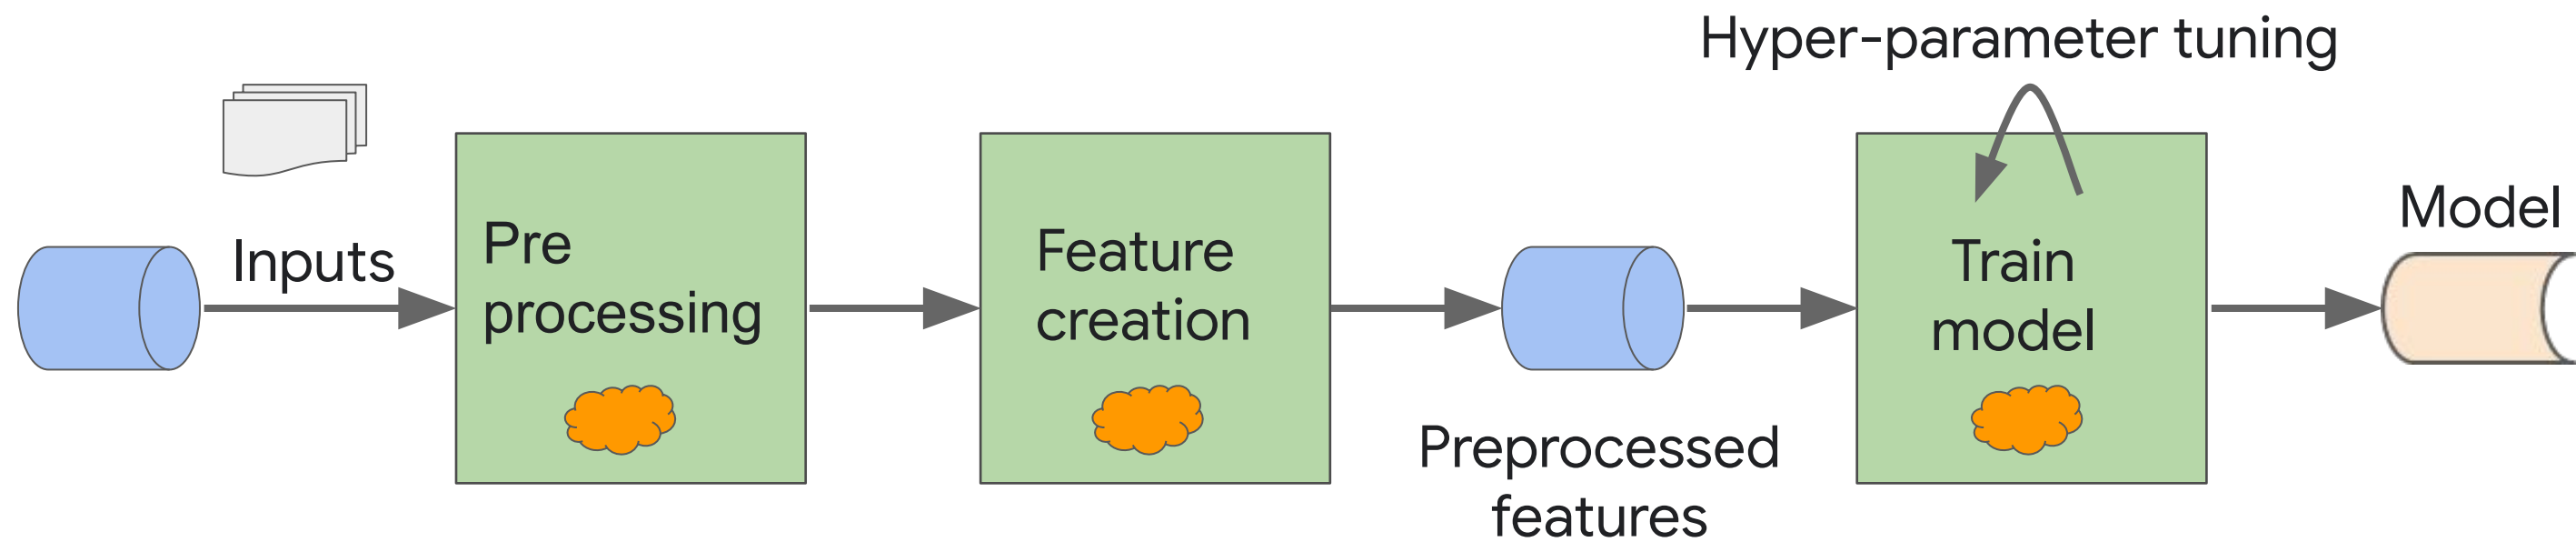 Hyper-parameter tuning
Inputs
Pre
processing
Feature
creation
Preprocessed
features
Train
model
Model